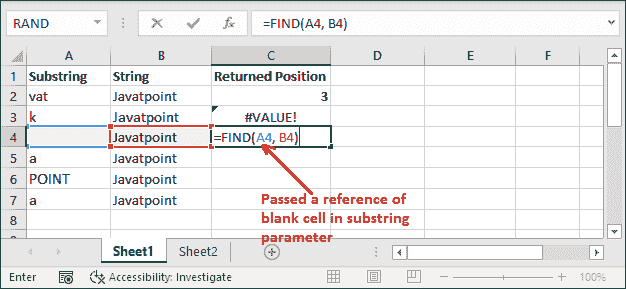 RAND =FIND(A4, B4)
A B C D E F
1 Substring String Returned Position
2 vat Javatpoint 3
3 k Javatpoint #VALUE!
4 Javatpoint =FIND(A4, B4)
5 a Javatpoint
6 POINT Javatpoint
7 a Javatpoint
8
9
Passed a reference of
blank cell in substring
parameter
Sheet1 Sheet2
Enter Accessibility: Investigate 100%